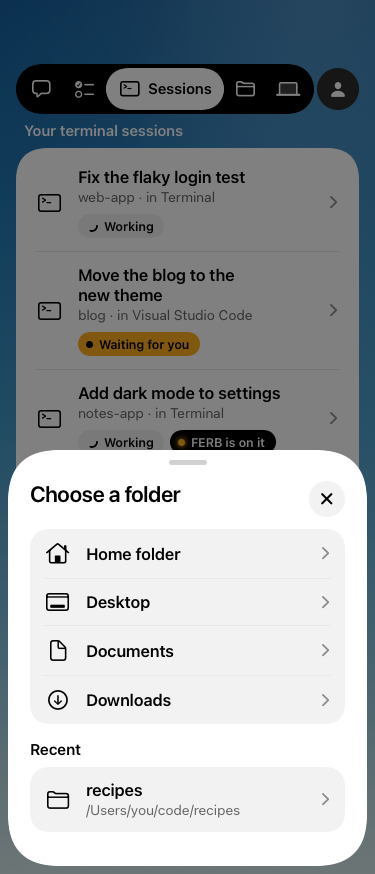 Sessions
Your terminal sessions
Fix the flaky login test
web-app · in Terminal
Working
Move the blog to the
new theme
blog · in Visual Studio Code
Waiting for you
Add dark mode to settings
notes-app · in Terminal
Working
FERB is on it
Choose a folder
Home folder
Desktop
Documents
Downloads
Recent
recipes
/Users/you/code/recipes